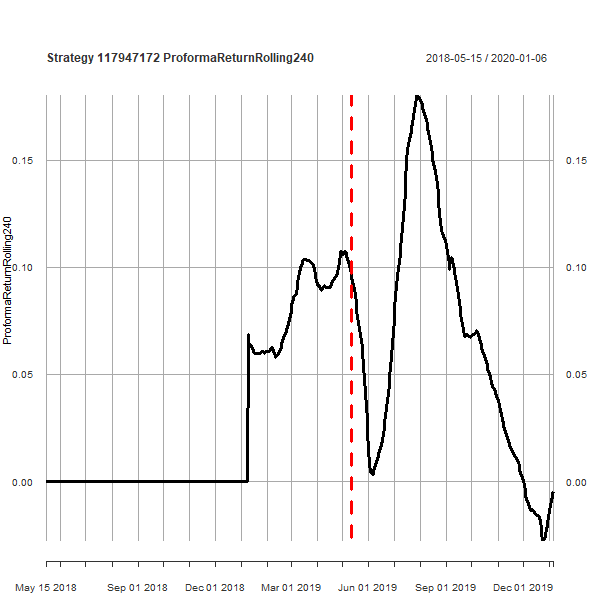 Strategy 117947172 ProformaReturnRolling240
2018-05-15 / 2020-01-06
ProformaReturnRolling240
0.15
0.10
0.05
0.00
0.15
0.10
0.05
0.00
May 15 2018
Sep 01 2018
Dec 01 2018
Mar 01 2019
Jun 01 2019
Sep 01 2019
Dec 01 2019